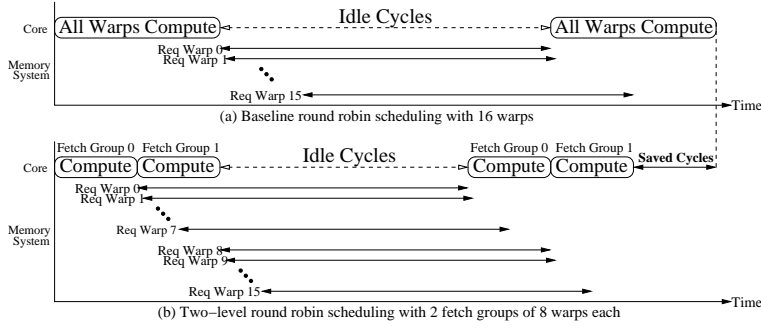 Core
All Warps Compute
Idle Cycles
All Warps Compute
Memory
System
Req Warp 0
Req Warp 1
Req Warp 15
Time
(a) Baseline round robin scheduling with 16 warps
Fetch Group 0
Fetch Group 1
Fetch Group 0
Fetch Group 1
Core
Compute
Compute
Idle Cycles
Compute
Compute
Saved Cycles
Memory
System
Req Warp 0
Req Warp 1
Req Warp 7
Req Warp 8
Req Warp 9
Req Warp 15
Time
(b) Two−level round robin scheduling with 2 fetch groups of 8 warps each